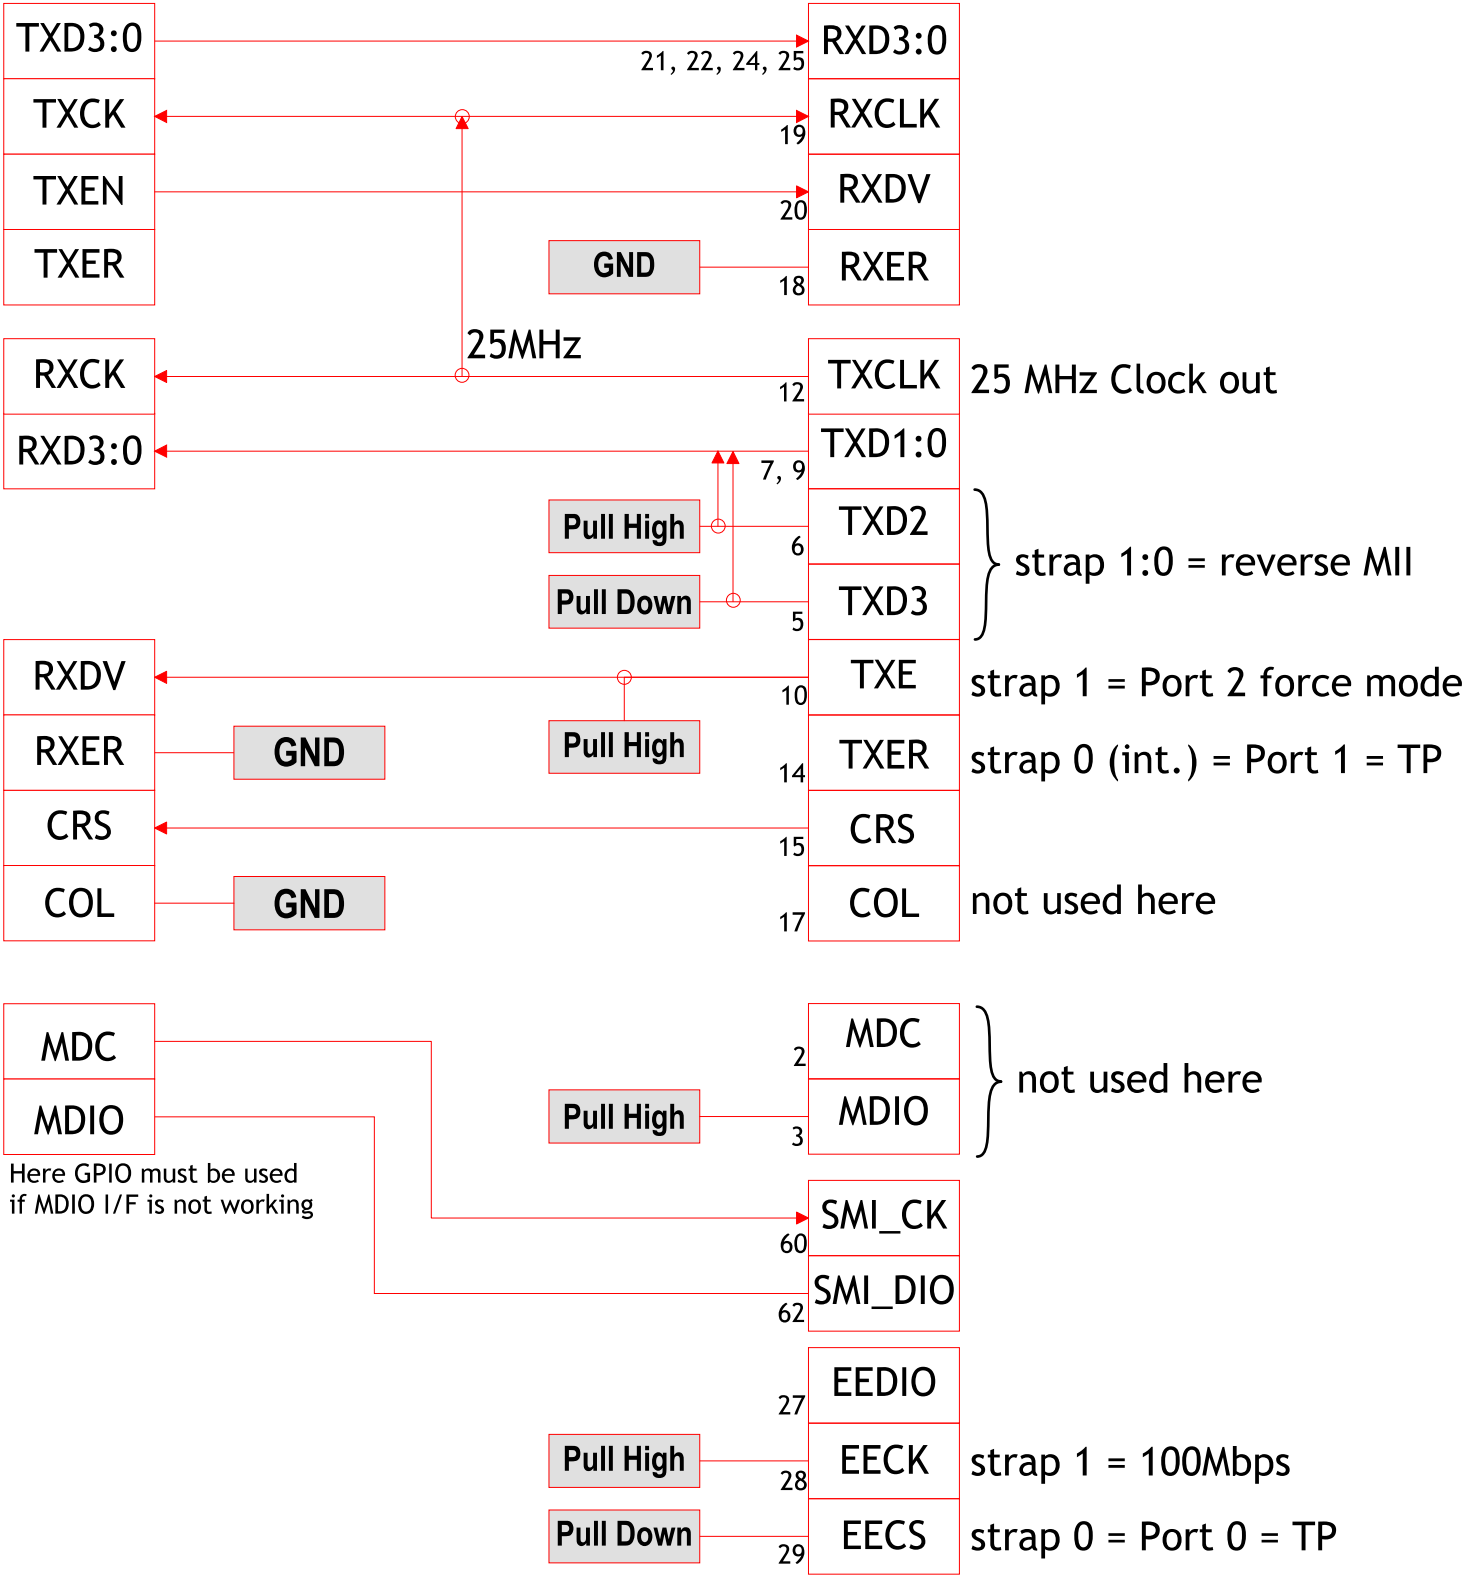 TXD3:0
RXD3:0
21, 22, 24, 25
TXCK
RXCLK
19
TXEN
RXDV
20
TXER
GND
RXER
18
25MHz
RXCK
TXCLK
25 MHz Clock out
12
RXD3:0
TXD1:0
7, 9
Pull High
TXD2
6
strap 1:0 = reverse MII
Pull Down
TXD3
5
RXDV
TXE
strap 1 = Port 2 force mode
10
RXER
GND
Pull High
TXER
strap 0 (int.) = Port 1 = TP
14
CRS
CRS
15
COL
GND
COL
not used here
17
MDC
MDC
2
not used here
MDIO
Pull High
MDIO
3
Here GPIO must be used
if MDIO I/F is not working
SMI_CK
60
SMI_DIO
62
EEDIO
27
Pull High
EECK
strap 1 = 100Mbps
28
Pull Down
EECS
strap 0 = Port 0 = TP
29